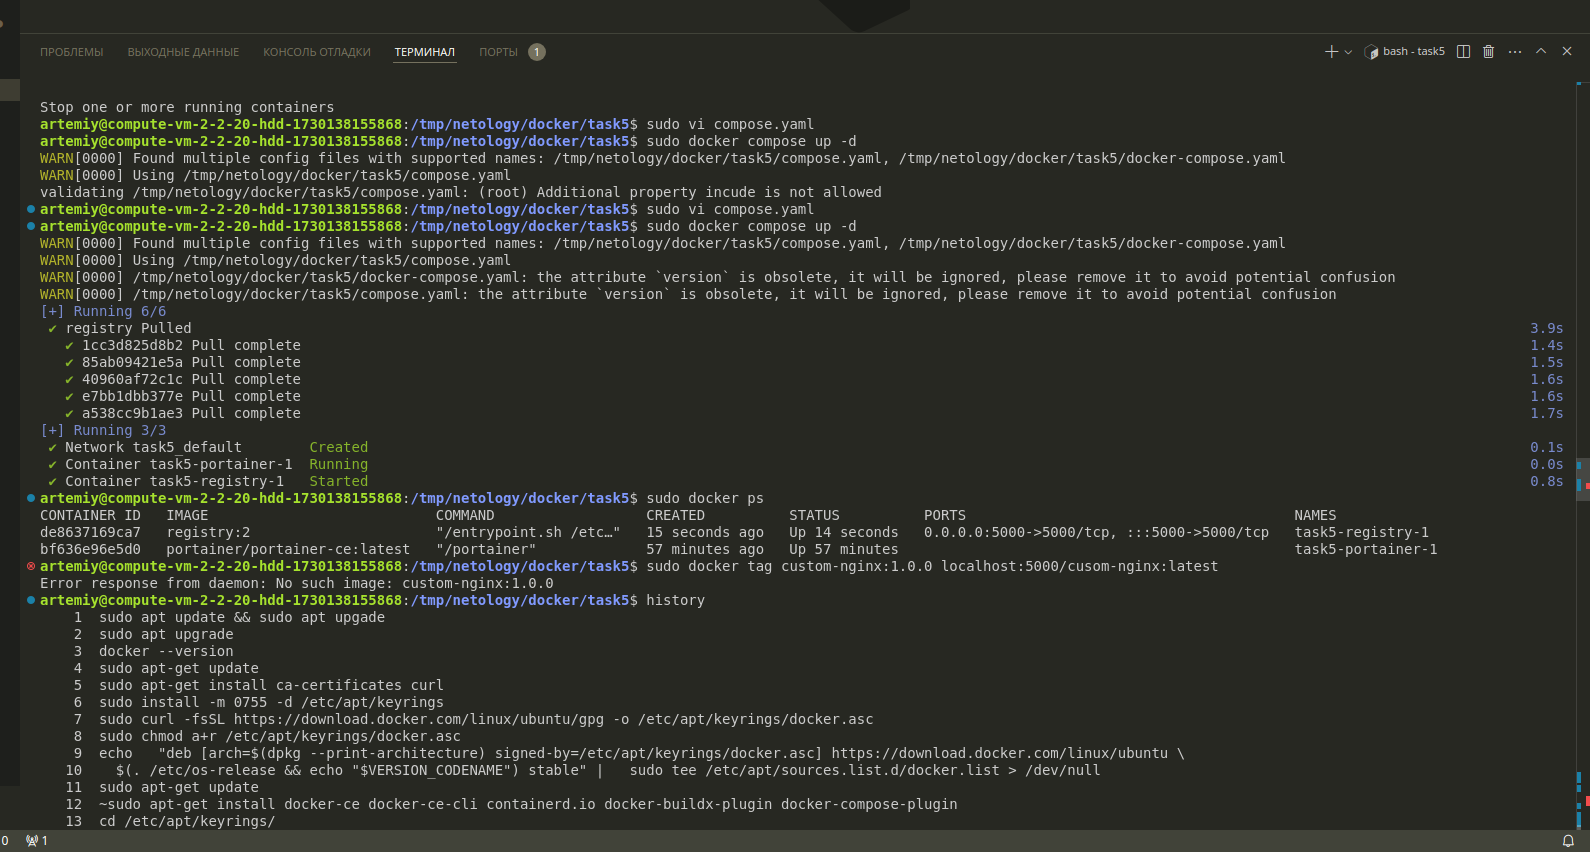 ПРОБЛЕМЫ ВЫХОДНЫЕ ДАННЫЕ КОНСОЛЬ ОТЛАДКИ ТЕРМИНАЛ ПОРТЫ 1 bash - task5
Stop one or more running containers
artemiy@compute-vm-2-2-20-hdd-1730138155868:/tmp/netology/docker/task5$ sudo vi compose.yaml
artemiy@compute-vm-2-2-20-hdd-1730138155868:/tmp/netology/docker/task5$ sudo docker compose up -d
WARN[0000] Found multiple config files with supported names: /tmp/netology/docker/task5/compose.yaml, /tmp/netology/docker/task5/docker-compose.yaml
WARN[0000] Using /tmp/netology/docker/task5/compose.yaml
validating /tmp/netology/docker/task5/compose.yaml: (root) Additional property incude is not allowed
artemiy@compute-vm-2-2-20-hdd-1730138155868:/tmp/netology/docker/task5$ sudo vi compose.yaml
artemiy@compute-vm-2-2-20-hdd-1730138155868:/tmp/netology/docker/task5$ sudo docker compose up -d
WARN[0000] Found multiple config files with supported names: /tmp/netology/docker/task5/compose.yaml, /tmp/netology/docker/task5/docker-compose.yaml
WARN[0000] Using /tmp/netology/docker/task5/compose.yaml
WARN[0000] /tmp/netology/docker/task5/docker-compose.yaml: the attribute `version` is obsolete, it will be ignored, please remove it to avoid potential confusion
WARN[0000] /tmp/netology/docker/task5/compose.yaml: the attribute `version` is obsolete, it will be ignored, please remove it to avoid potential confusion
[+] Running 6/6
✔ registry Pulled 3.9s
✔ 1cc3d825d8b2 Pull complete 1.4s
✔ 85ab09421e5a Pull complete 1.5s
✔ 40960af72c1c Pull complete 1.6s
✔ e7bb1dbb377e Pull complete 1.6s
✔ a538cc9b1ae3 Pull complete 1.7s
[+] Running 3/3
✔ Network task5_default Created 0.1s
✔ Container task5-portainer-1 Running 0.0s
✔ Container task5-registry-1 Started 0.8s
artemiy@compute-vm-2-2-20-hdd-1730138155868:/tmp/netology/docker/task5$ sudo docker ps
CONTAINER ID IMAGE COMMAND CREATED STATUS PORTS NAMES
de8637169ca7 registry:2 "/entrypoint.sh /etc…" 15 seconds ago Up 14 seconds 0.0.0.0:5000->5000/tcp, :::5000->5000/tcp task5-registry-1
bf636e96e5d0 portainer/portainer-ce:latest "/portainer" 57 minutes ago Up 57 minutes task5-portainer-1
artemiy@compute-vm-2-2-20-hdd-1730138155868:/tmp/netology/docker/task5$ sudo docker tag custom-nginx:1.0.0 localhost:5000/cusom-nginx:latest
Error response from daemon: No such image: custom-nginx:1.0.0
artemiy@compute-vm-2-2-20-hdd-1730138155868:/tmp/netology/docker/task5$ history
1 sudo apt update && sudo apt upgade
2 sudo apt upgrade
3 docker --version
4 sudo apt-get update
5 sudo apt-get install ca-certificates curl
6 sudo install -m 0755 -d /etc/apt/keyrings
7 sudo curl -fsSL https://download.docker.com/linux/ubuntu/gpg -o /etc/apt/keyrings/docker.asc
8 sudo chmod a+r /etc/apt/keyrings/docker.asc
9 echo "deb [arch=$(dpkg --print-architecture) signed-by=/etc/apt/keyrings/docker.asc] https://download.docker.com/linux/ubuntu \
10 $(. /etc/os-release && echo "$VERSION_CODENAME") stable" | sudo tee /etc/apt/sources.list.d/docker.list > /dev/null
11 sudo apt-get update
12 ~sudo apt-get install docker-ce docker-ce-cli containerd.io docker-buildx-plugin docker-compose-plugin
13 cd /etc/apt/keyrings/
0 1